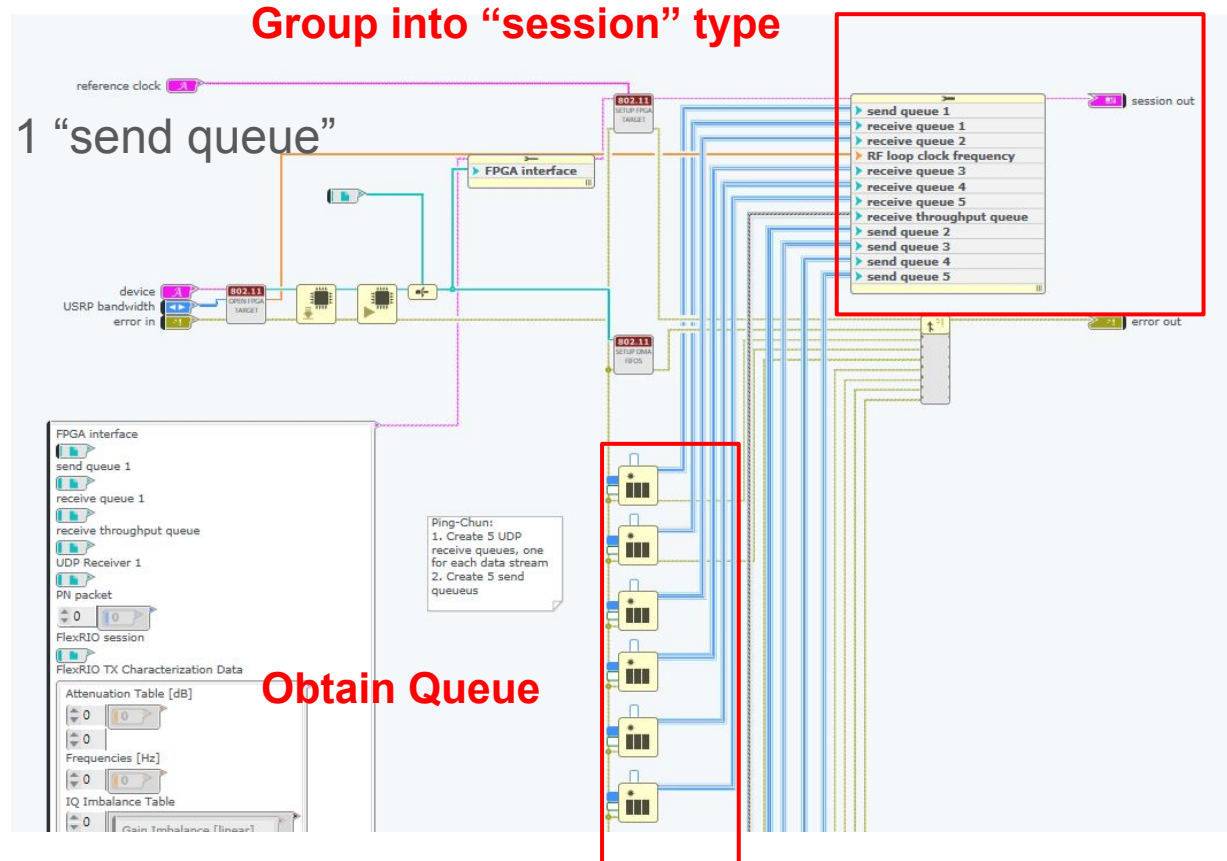 Group into “session” type
reference clock
802.11
SETUP FPGA
TARGET
session out
1 “send queue”
send queue 1
receive queue 1
receive queue 2
RF loop clock frequency
receive queue 3
receive queue 4
receive queue 5
receive throughput queue
send queue 2
send queue 3
send queue 4
send queue 5
FPGA interface
device
USRP bandwidth
error in
802.11
OPEN FPGA
TARGET
error out
802.11
SETUP DMA
FIFOS
FPGA interface
send queue 1
receive queue 1
receive throughput queue
UDP Receiver 1
PN packet
0
0
FlexRIO session
FlexRIO TX Characterization Data
Attenuation Table [dB]
0
0
0
Frequencies [Hz]
0
0
IQ Imbalance Table
0
Gain Imbalance [linear]
Ping-Chun:
1. Create 5 UDP
receive queues, one
for each data stream
2. Create 5 send
queueus
Obtain Queue